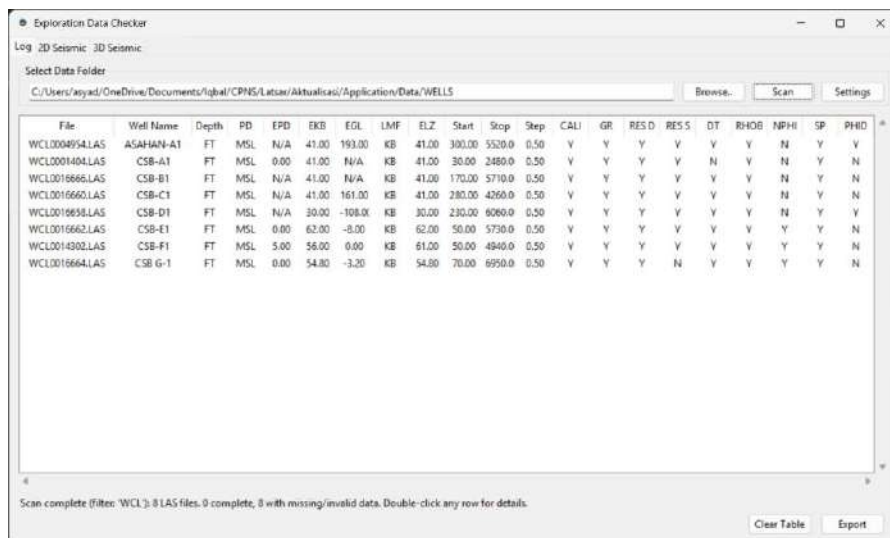 Exploration Data Checker
Log 2D Seismic 3D Seismic
Select Data Folder
C:/Users/asyad/OneDrive/Documents/Iqbal/CPNS/Latsar/Aktualisasi/Application/Data/WELLS Browse.. Scan Settings
File Well Name Depth PD EPD EKB EGL LMF ELZ Start Stop Step CALI GR RES D RES S DT RHOB NPHI SP PHID
WCL0004954.LAS ASAHAN-A1 FT MSL N/A 41.00 193.00 KB 41.00 300.00 5520.0 0.50 Y Y Y Y Y Y N Y Y
WCL0001404.LAS CSB-A1 FT MSL 0.00 41.00 N/A KB 41.00 30.00 2480.0 0.50 Y Y Y Y N Y Y Y N
WCL0016666.LAS CSB-B1 FT MSL N/A 41.00 N/A KB 41.00 170.00 5710.0 0.50 Y Y Y Y Y Y N Y N
WCL0016660.LAS CSB-C1 FT MSL N/A 41.00 161.00 KB 41.00 280.00 4260.0 0.50 Y Y Y Y Y Y N Y N
WCL0016658.LAS CSB-D1 FT MSL N/A 30.00 -108.0( KB 30.00 230.00 6060.0 0.50 Y Y Y Y Y Y N Y Y
WCL0016662.LAS CSB-E1 FT MSL 0.00 62.00 -8.00 KB 62.00 50.00 5730.0 0.50 Y Y Y Y Y Y Y Y N
WCL0014302.LAS CSB-F1 FT MSL 5.00 56.00 0.00 KB 61.00 50.00 4940.0 0.50 Y Y Y Y Y Y Y Y N
WCL0016664.LAS CSB G-1 FT MSL 0.00 54.80 -3.20 KB 54.80 70.00 6950.0 0.50 Y Y Y N Y Y Y Y N
Scan complete (filter: 'WCL'): 8 LAS files. 0 complete, 8 with missing/invalid data. Double-click any row for details.
Clear Table Export